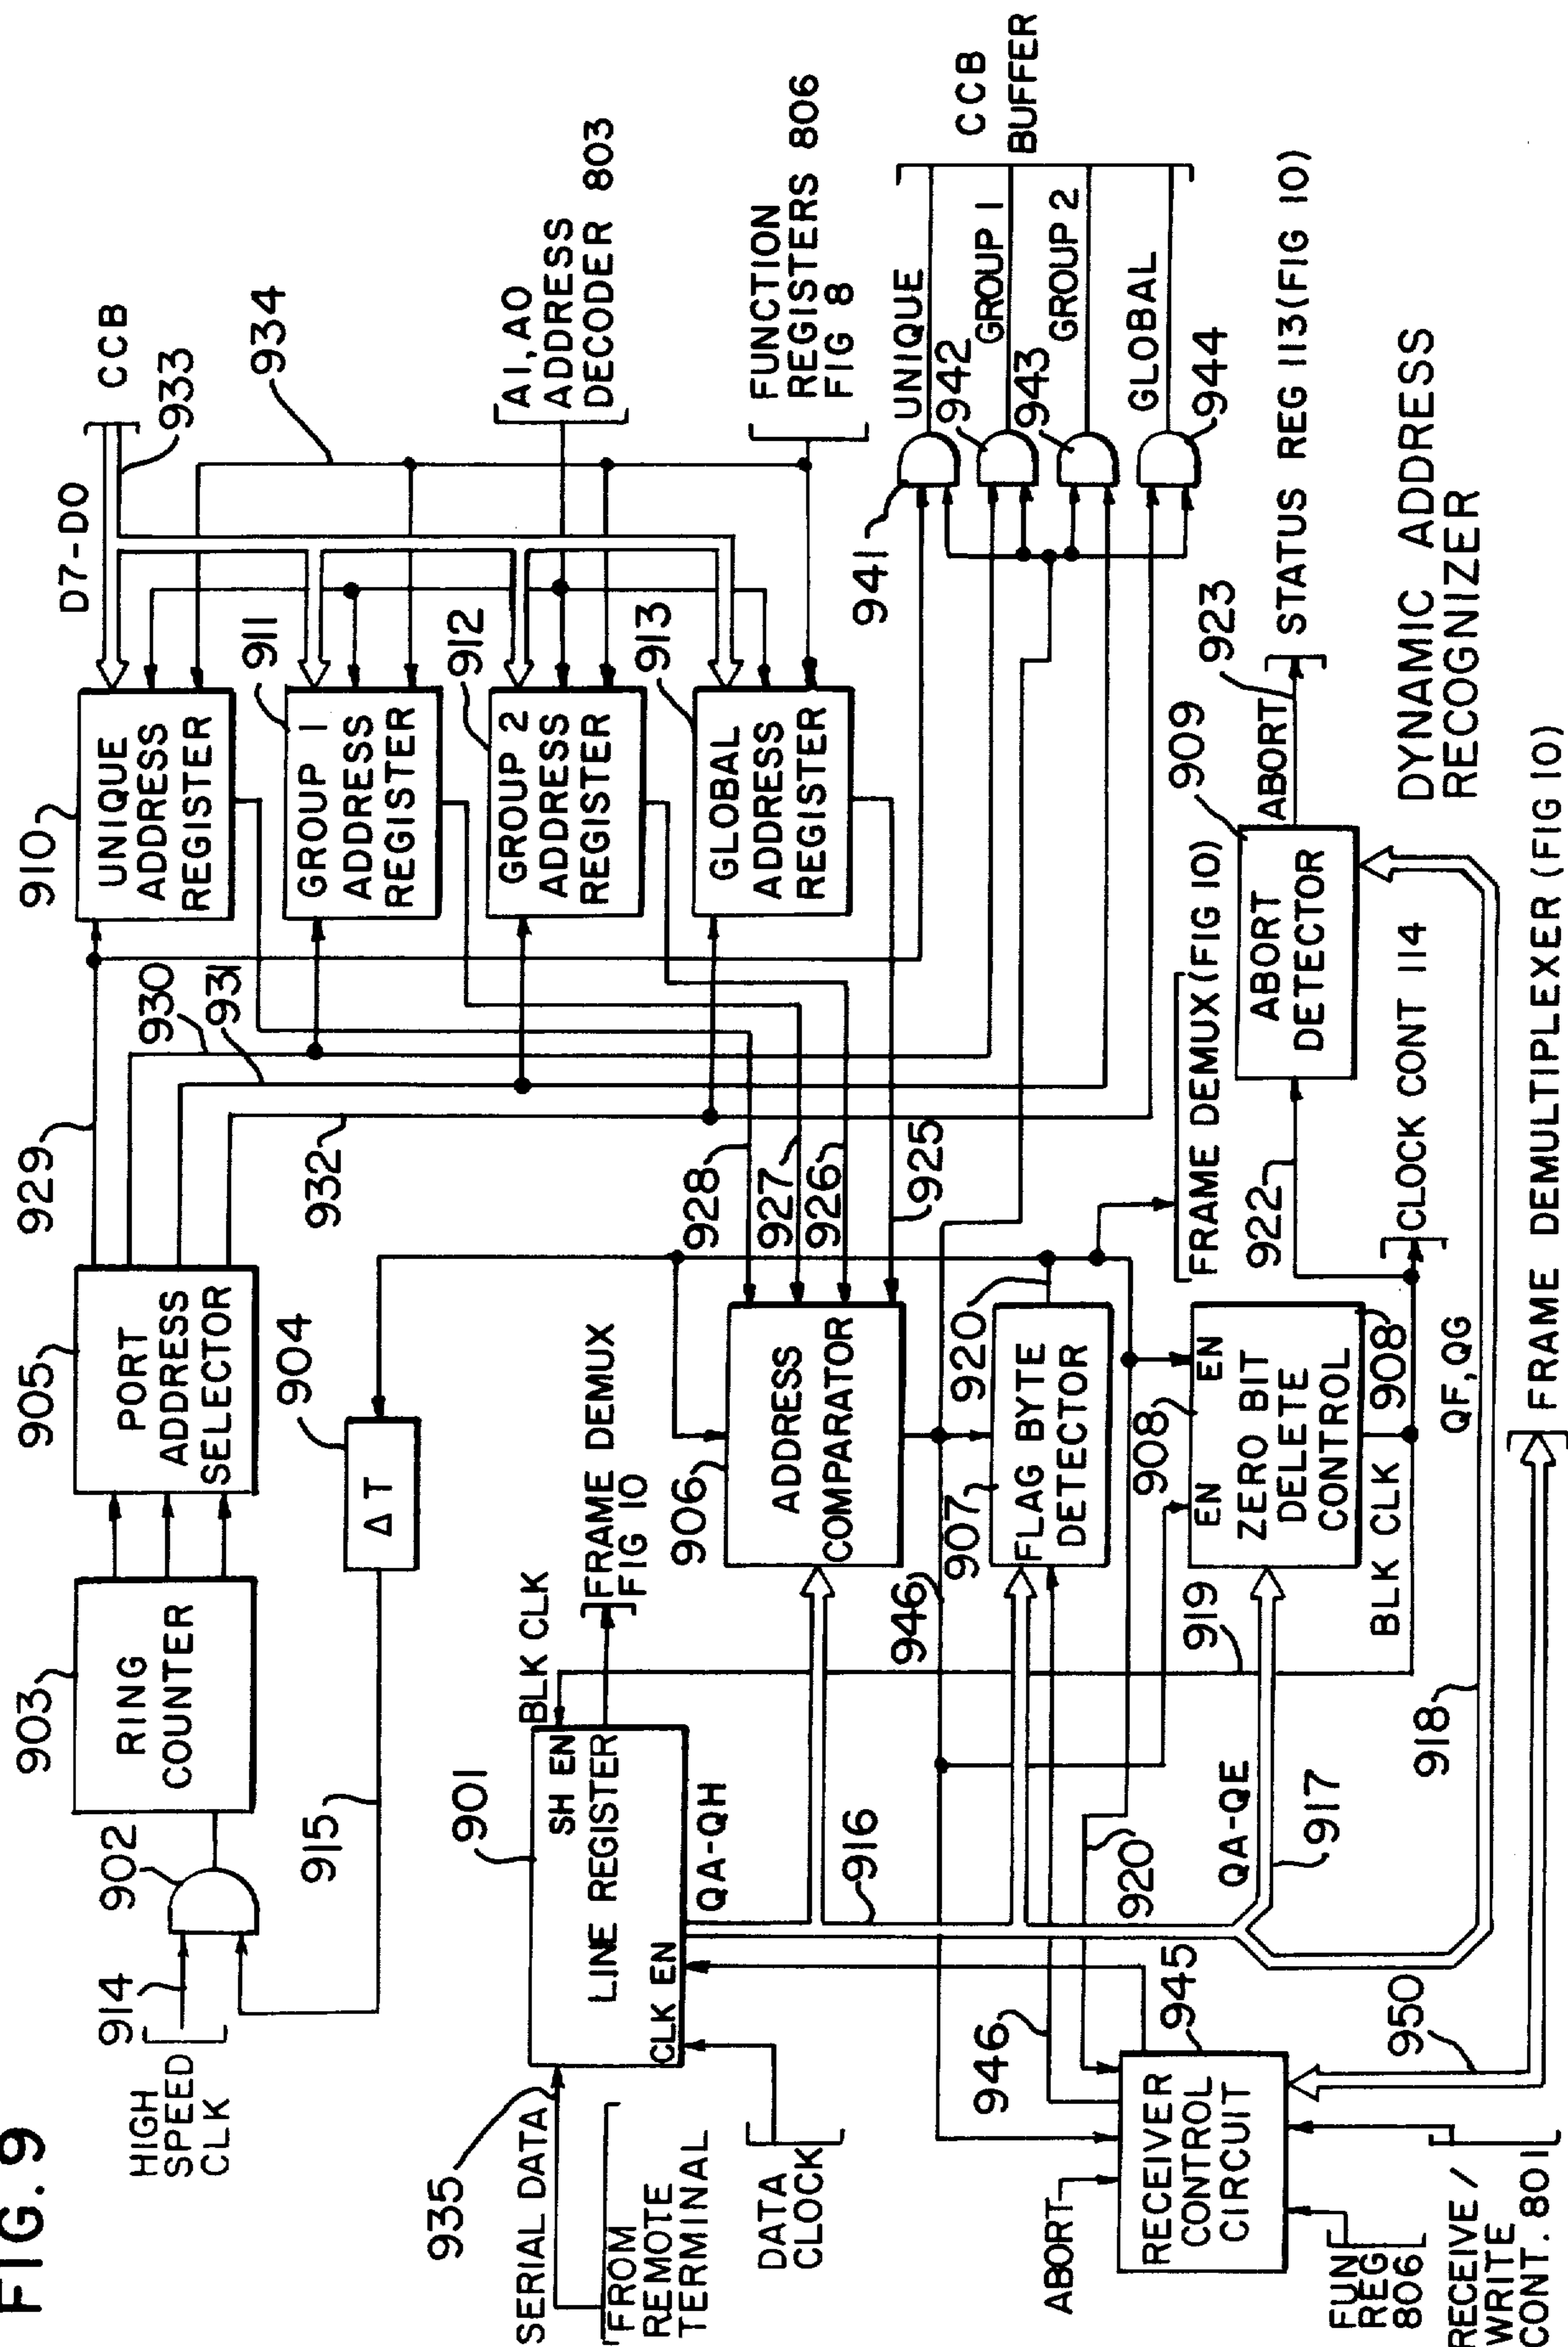 FIG. 9
HIGH
SPEED
CLK
914
902
915
903
RING
COUNTER
905
PORT
ADDRESS
SELECTOR
904
Δ T
929
930
931
932
910
UNIQUE
ADDRESS
REGISTER
911
GROUP 1
ADDRESS
REGISTER
912
GROUP 2
ADDRESS
REGISTER
913
GLOBAL
ADDRESS
REGISTER
D7-D0
CCB
933
934
A1, A0
ADDRESS
DECODER 803
FUNCTION
REGISTERS 806
FIG 8
935
SERIAL DATA
FROM
REMOTE
TERMINAL
DATA
CLOCK
901
SH EN
LINE REGISTER
CLK EN
BLK CLK
FRAME DEMUX
FIG 10
QA-QH
916
906
ADDRESS
COMPARATOR
928
927
926
925
946
907
FLAG BYTE
DETECTOR
920
908
EN
EN
ZERO BIT
DELETE
CONTROL
908
BLK CLK
919
QA-QE
917
918
QF, QG
920
946
945
RECEIVER
CONTROL
CIRCUIT
ABORT
FUN
REG
806
RECEIVE /
WRITE
CONT. 801
950
FRAME DEMULTIPLEXER (FIG 10)
FRAME DEMUX (FIG 10)
922
CLOCK CONT 114
909
ABORT
DETECTOR
ABORT
923
STATUS REG 113 (FIG 10)
941
942
943
944
UNIQUE
GROUP 1
GROUP 2
GLOBAL
CCB
BUFFER
DYNAMIC ADDRESS
RECOGNIZER